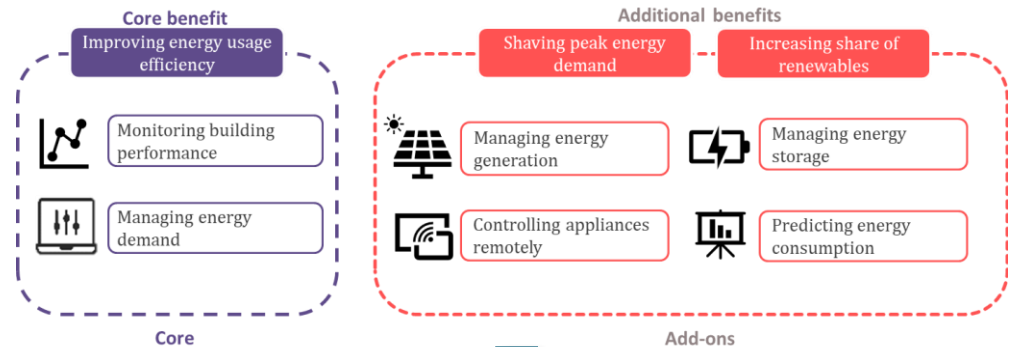 Core benefit
Improving energy usage
efficiency
Monitoring building
performance
Managing energy
demand
Core
Additional benefits
Shaving peak energy
demand
Increasing share of
renewables
Managing energy
generation
Managing energy
storage
Controlling appliances
remotely
Predicting energy
consumption
Add-ons